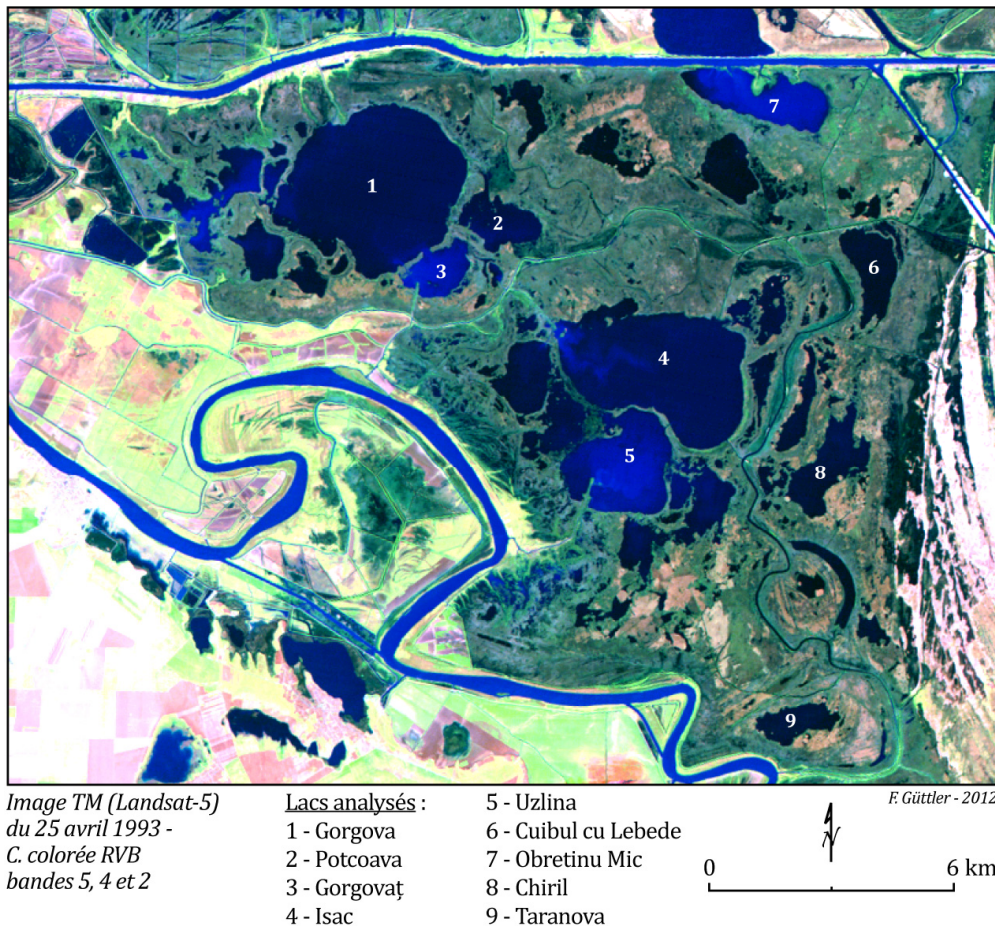 1
2
3
4
5
6
7
8
9
Image TM (Landsat-5)
du 25 avril 1993 -
C. colorée RVB
bandes 5, 4 et 2
Lacs analysés :
1 - Gorgova
2 - Potcoava
3 - Gorgovaț
4 - Isac
5 - Uzlina
6 - Cuibul cu Lebede
7 - Obretinu Mic
8 - Chiril
9 - Taranova
F. Güttler - 2012
N
0 6 km